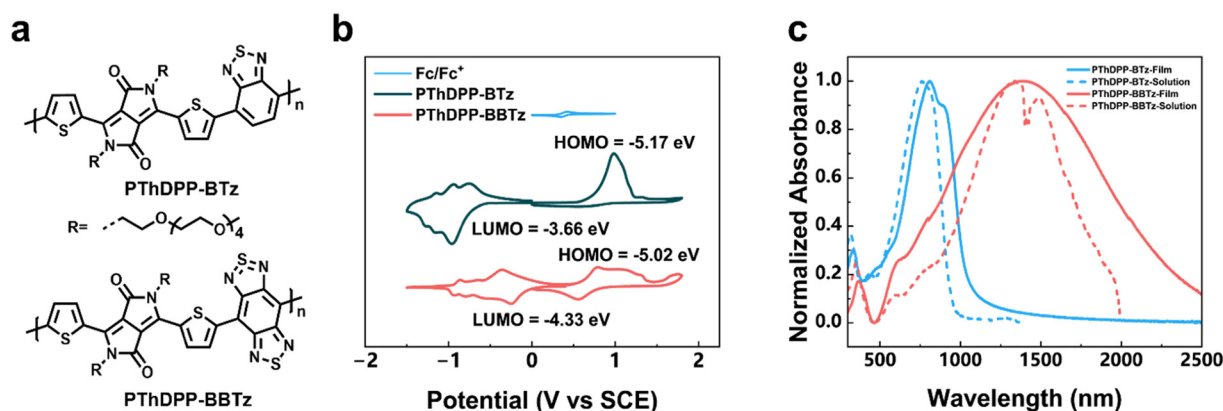 a
R
N
O
S
N
S
N
S
n
O
N
R
PThDPP-BTz
R= O O 4
R
N
O
N
S
N
S
S
n
O
N
R
N
S
N
PThDPP-BBTz
b
Fc/Fc⁺
PThDPP-BTz
PThDPP-BBTz
HOMO = -5.17 eV
LUMO = -3.66 eV
HOMO = -5.02 eV
LUMO = -4.33 eV
−2 −1 0 1 2
Potential (V vs SCE)
c
PThDPP-BTz-Film
PThDPP-BTz-Solution
PThDPP-BBTz-Film
PThDPP-BBTz-Solution
Normalized Absorbance
1.0
0.8
0.6
0.4
0.2
0.0
500 1000 1500 2000 2500
Wavelength (nm)